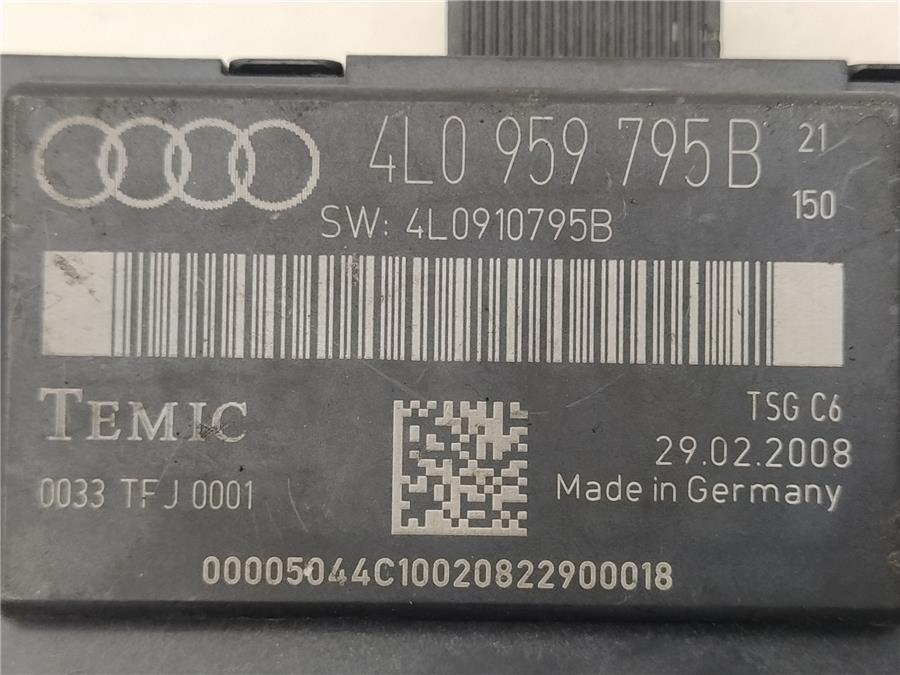 4L0 959 795 B 21
150
SW: 4L0910795B
TEMIC
TSG C6
29.02.2008
0033 TFJ 0001
Made in Germany
00005044C10020822900018